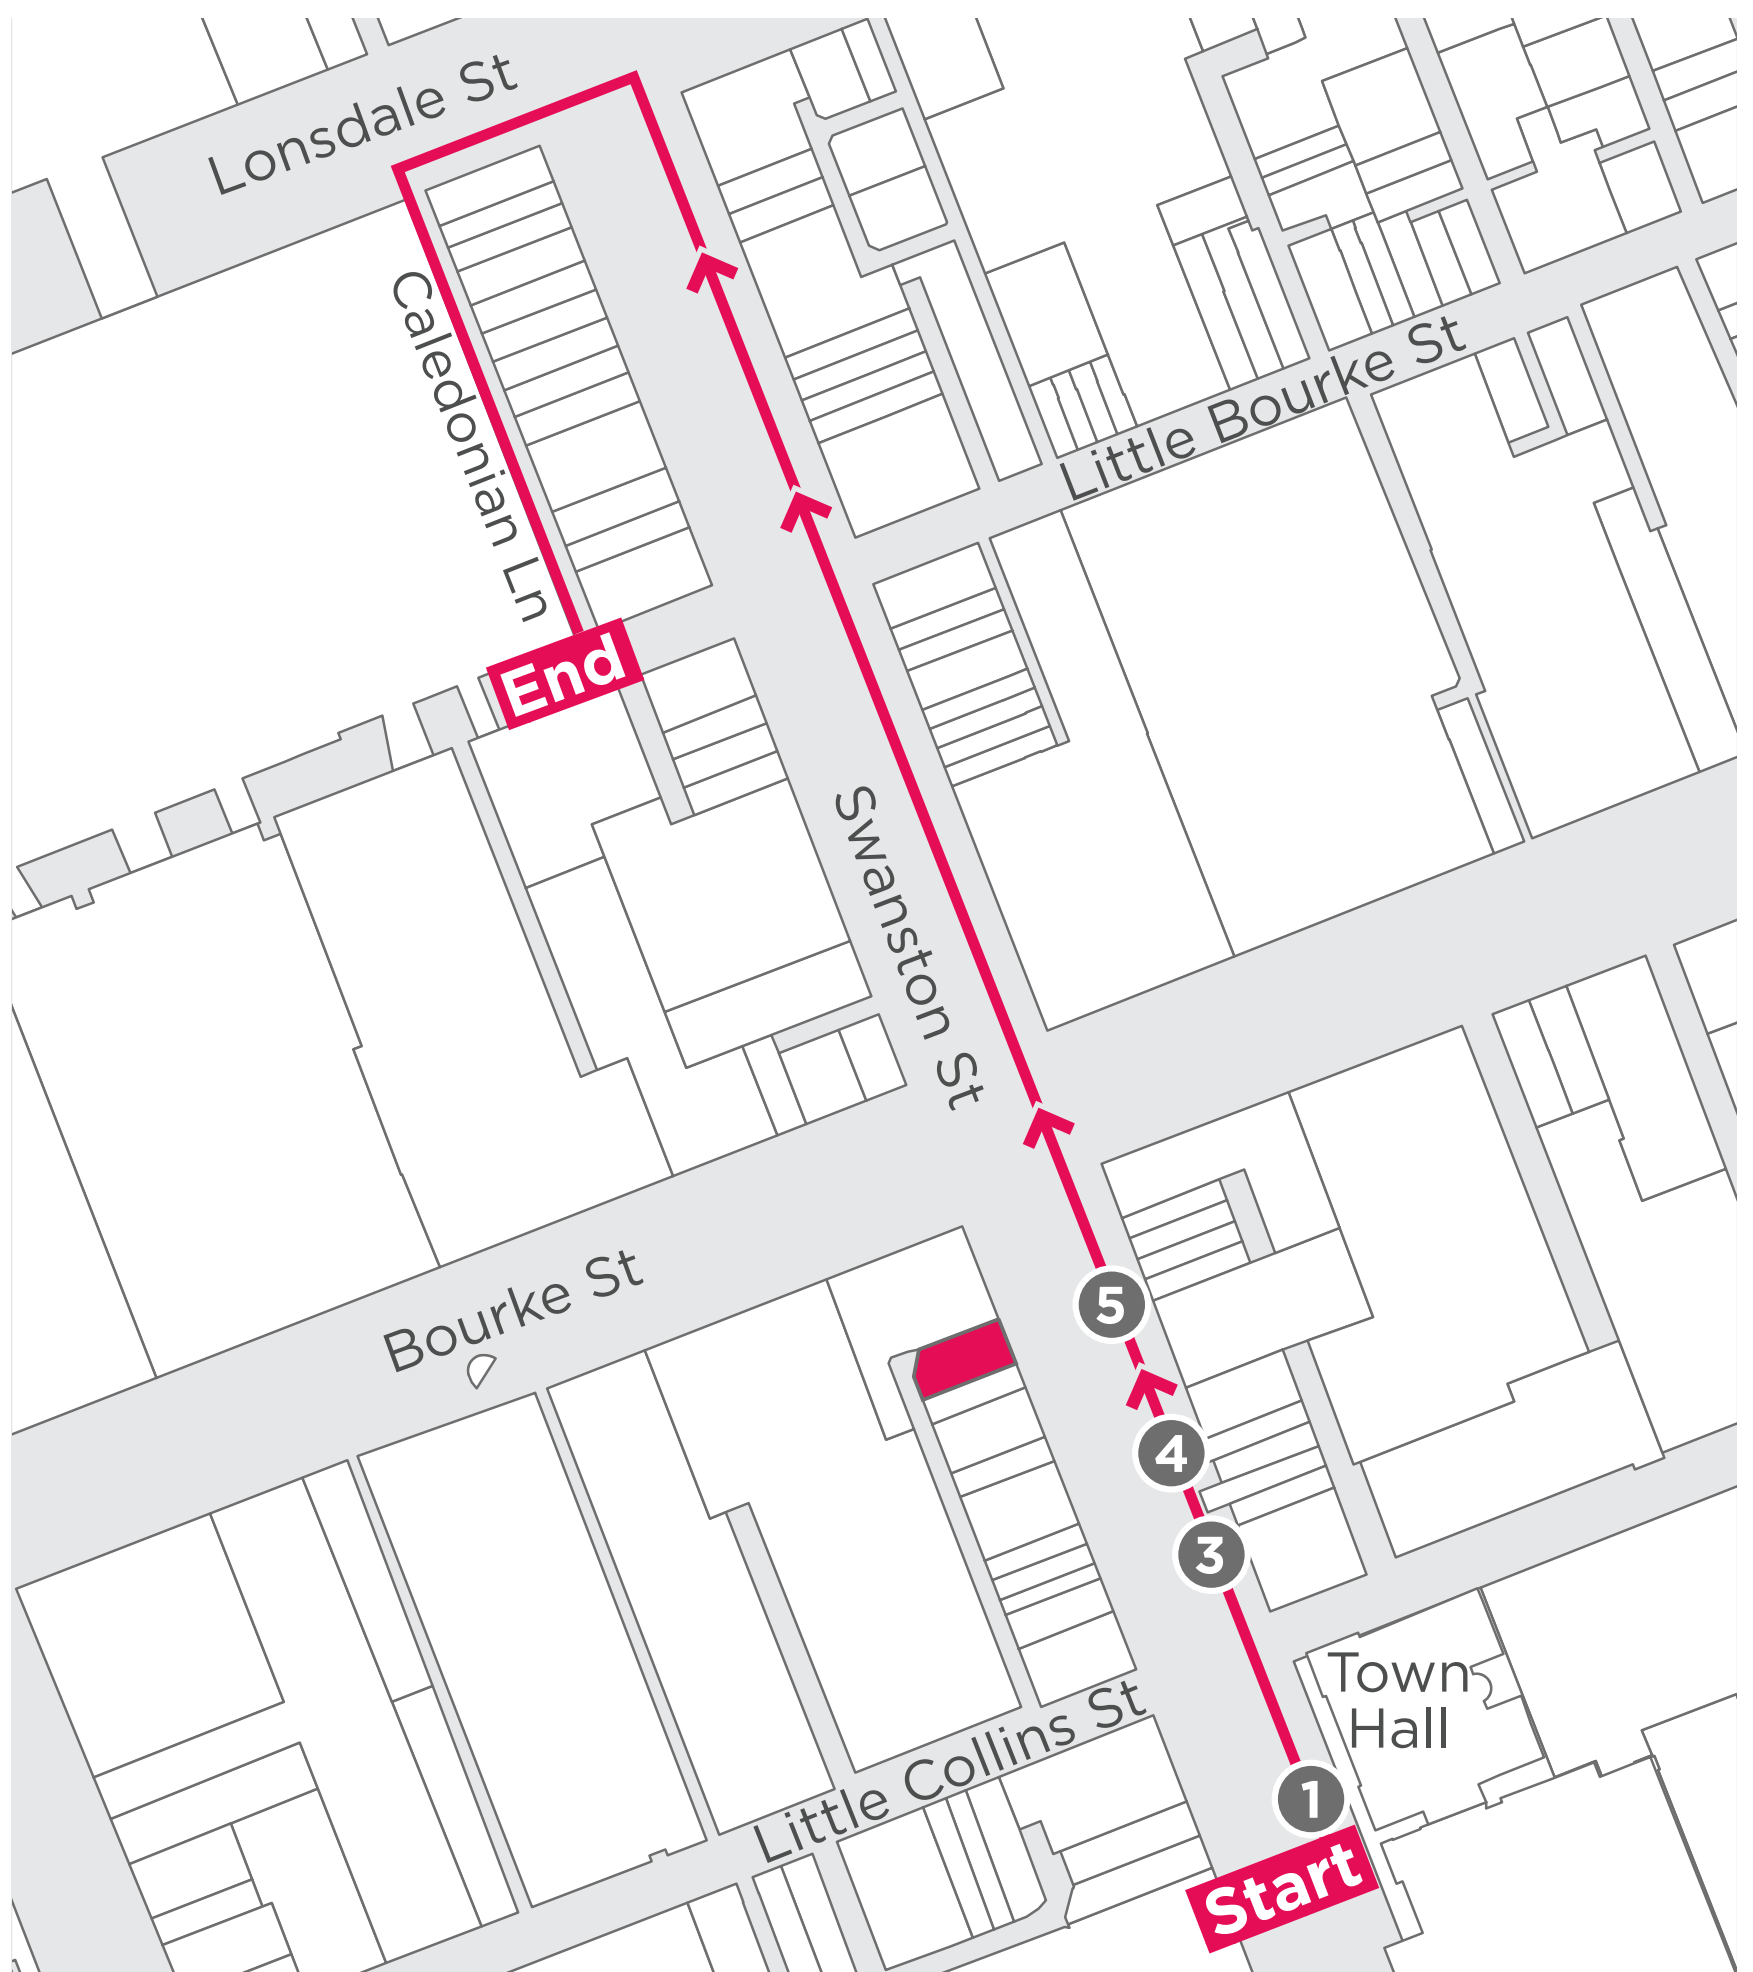 Lonsdale St
Caledonian Ln
Little Bourke St
End
Swanston St
Bourke St
5
4
3
Town
Hall
Little Collins St
1
Start